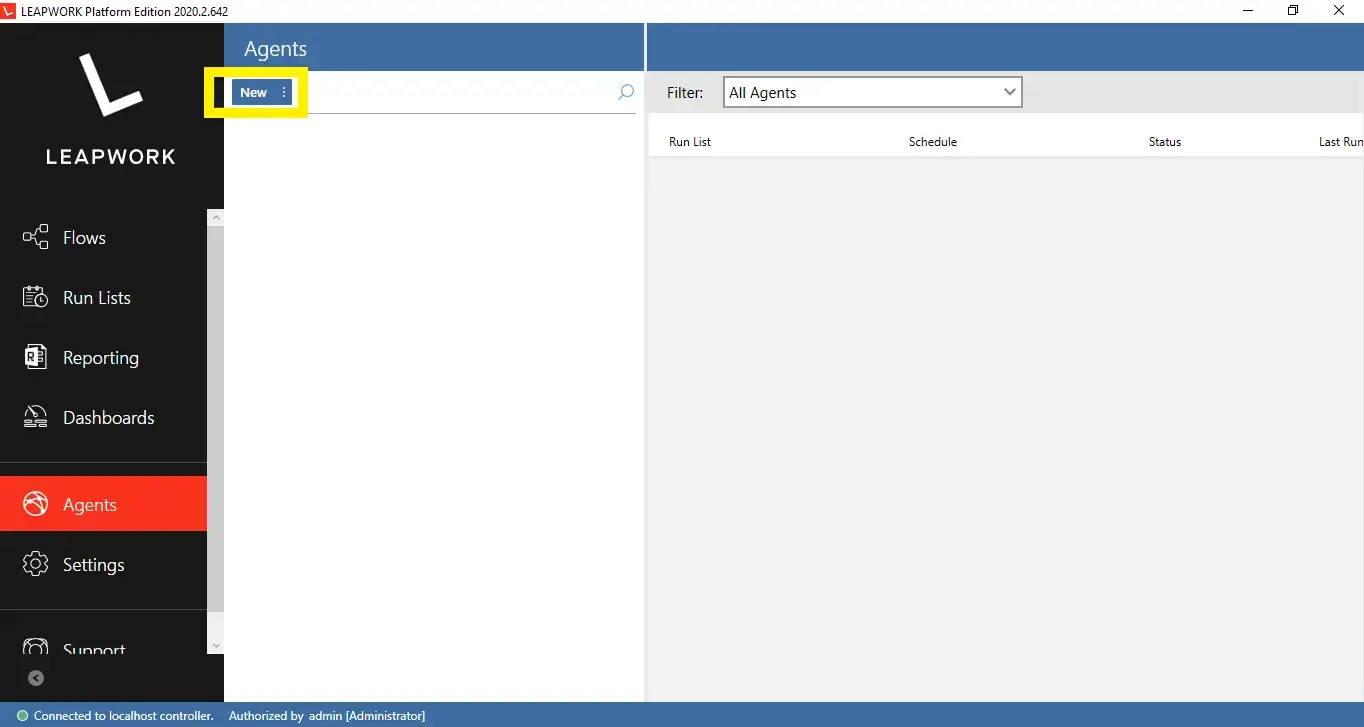 LEAPWORK Platform Edition 2020.2.642
LEAPWORK
Flows
Run Lists
Reporting
Dashboards
Agents
Settings
Support
Agents
New
Filter: All Agents
Run List Schedule Status Last Run
Connected to localhost controller. Authorized by admin [Administrator]